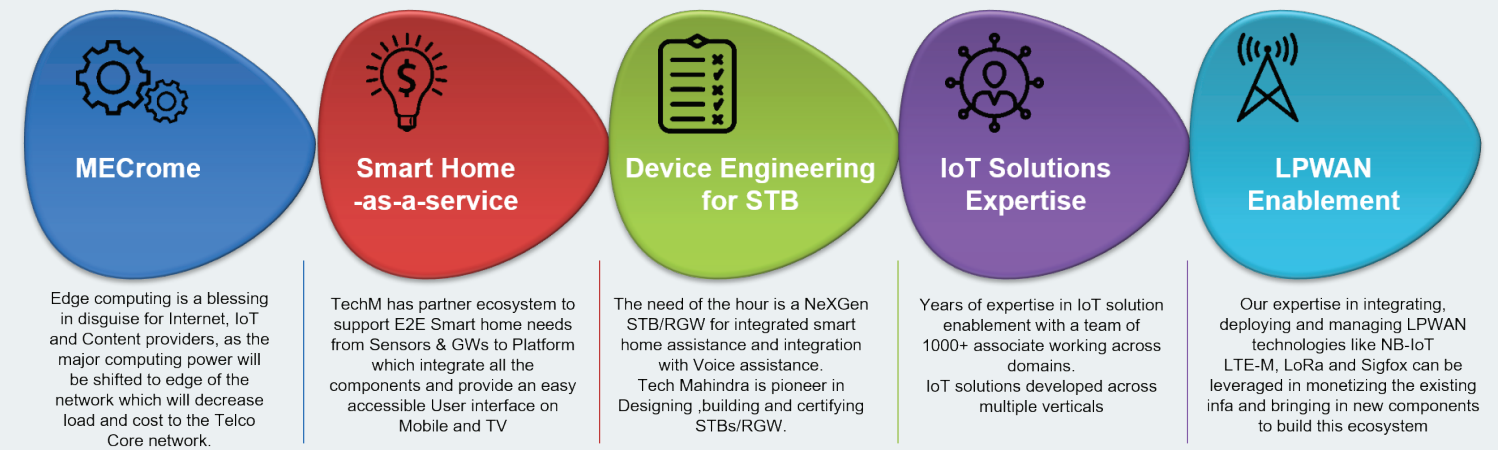 MECrome
Edge computing is a blessing
in disguise for Internet, IoT
and Content providers, as the
major computing power will
be shifted to edge of the
network which will decrease
load and cost to the Telco
Core network.
Smart Home
-as-a-service
TechM has partner ecosystem to
support E2E Smart home needs
from Sensors & GWs to Platform
which integrate all the
components and provide an easy
accessible User interface on
Mobile and TV
Device Engineering
for STB
The need of the hour is a NeXGen
STB/RGW for integrated smart
home assistance and integration
with Voice assistance.
Tech Mahindra is pioneer in
Designing ,building and certifying
STBs/RGW.
IoT Solutions
Expertise
Years of expertise in IoT solution
enablement with a team of
1000+ associate working across
domains.
IoT solutions developed across
multiple verticals
LPWAN
Enablement
Our expertise in integrating,
deploying and managing LPWAN
technologies like NB-IoT
LTE-M, LoRa and Sigfox can be
leveraged in monetizing the existing
infa and bringing in new components
to build this ecosystem